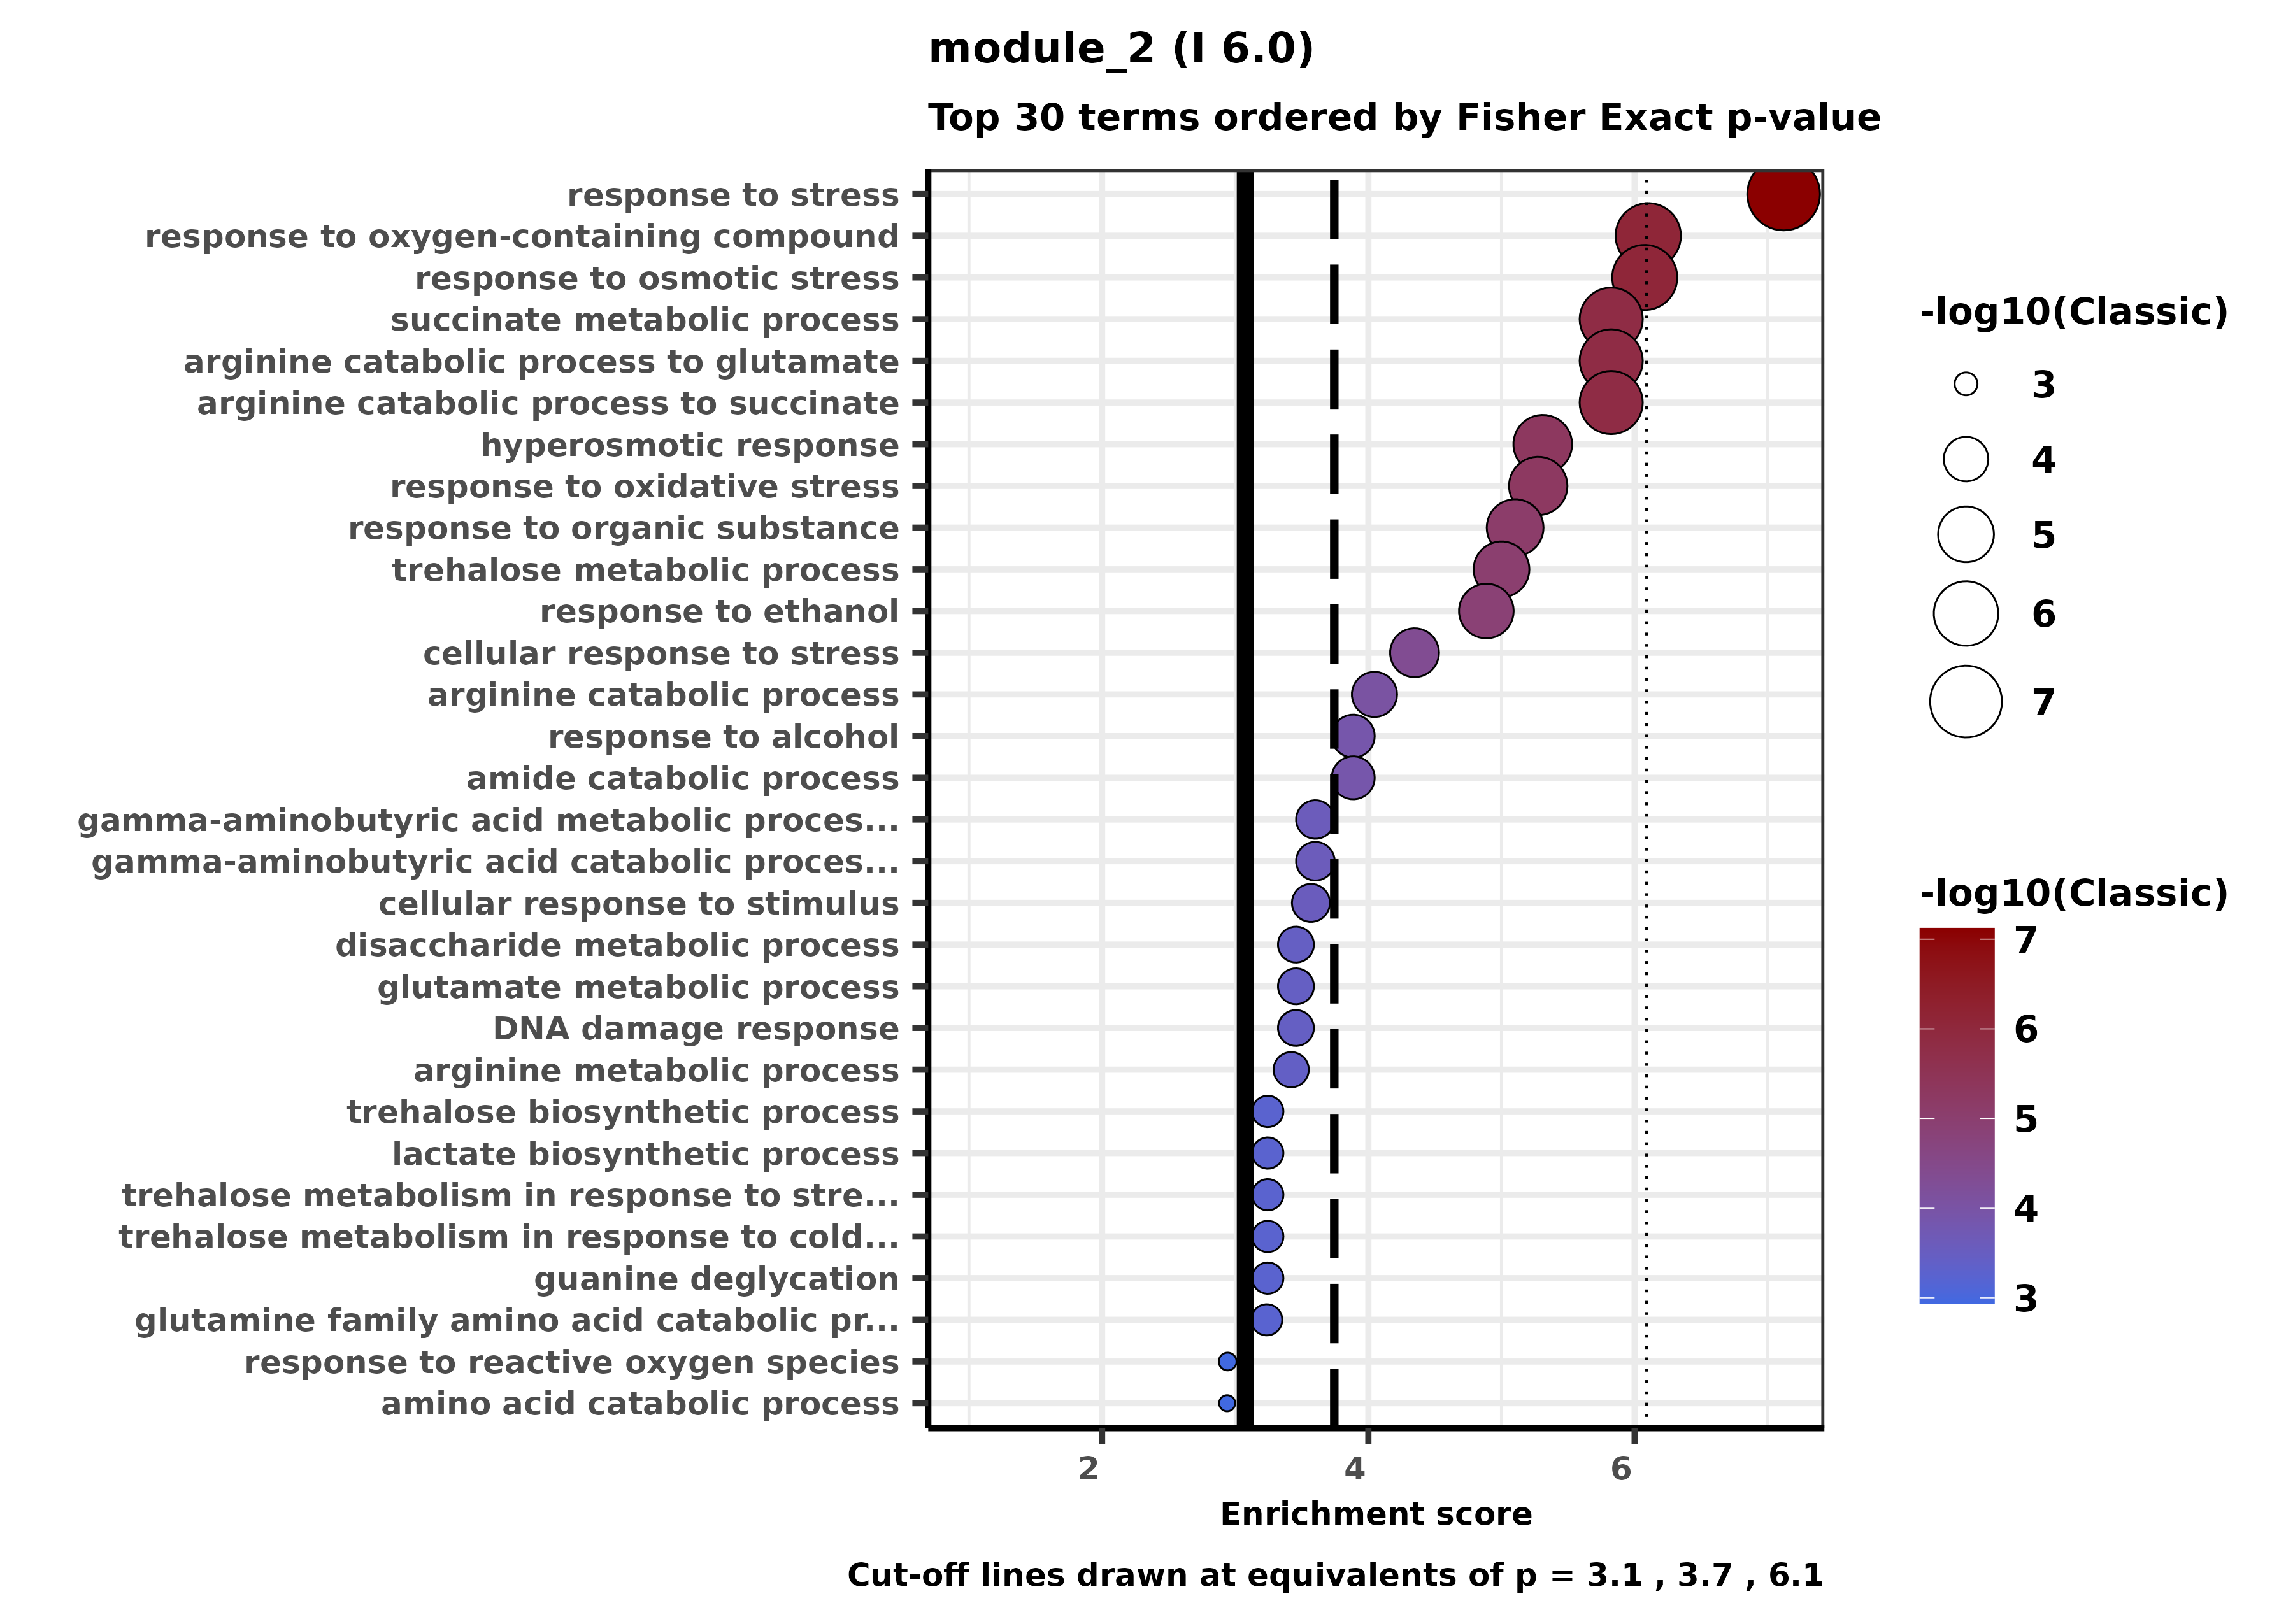 module_2 (I 6.0)
Top 30 terms ordered by Fisher Exact p-value
response to stress
response to oxygen-containing compound
response to osmotic stress
succinate metabolic process
arginine catabolic process to glutamate
arginine catabolic process to succinate
hyperosmotic response
response to oxidative stress
response to organic substance
trehalose metabolic process
response to ethanol
cellular response to stress
arginine catabolic process
response to alcohol
amide catabolic process
gamma-aminobutyric acid metabolic proces...
gamma-aminobutyric acid catabolic proces...
cellular response to stimulus
disaccharide metabolic process
glutamate metabolic process
DNA damage response
arginine metabolic process
trehalose biosynthetic process
lactate biosynthetic process
trehalose metabolism in response to stre...
trehalose metabolism in response to cold...
guanine deglycation
glutamine family amino acid catabolic pr...
response to reactive oxygen species
amino acid catabolic process
2 4 6
Enrichment score
Cut-off lines drawn at equivalents of p = 3.1 , 3.7 , 6.1
-log10(Classic)
3
4
5
6
7
-log10(Classic)
7
6
5
4
3